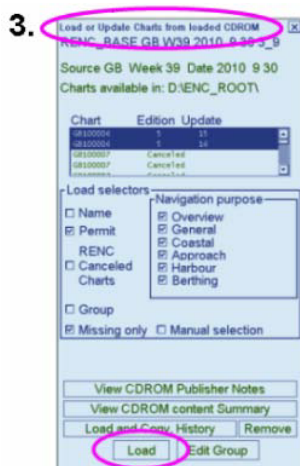 3.
Load or Update Charts from loaded CDROM X
RENC_BASE GB W39 2010 9 30 3_9
Source GB Week 39 Date 2010 9 30
Charts available in: D:\ENC_ROOT\
Chart Edition Update
GB100004 5 15
GB100004 5 14
GB100007 Canceled
GB100007 Canceled
Load selectors
Navigation purpose
Name
Overview
Permit
General
Coastal
RENC
Canceled
Charts
Approach
Harbour
Berthing
Group
Missing only Manual selection
View CDROM Publisher Notes
View CDROM content Summary
Load and Conv. History Remove
Load Edit Group